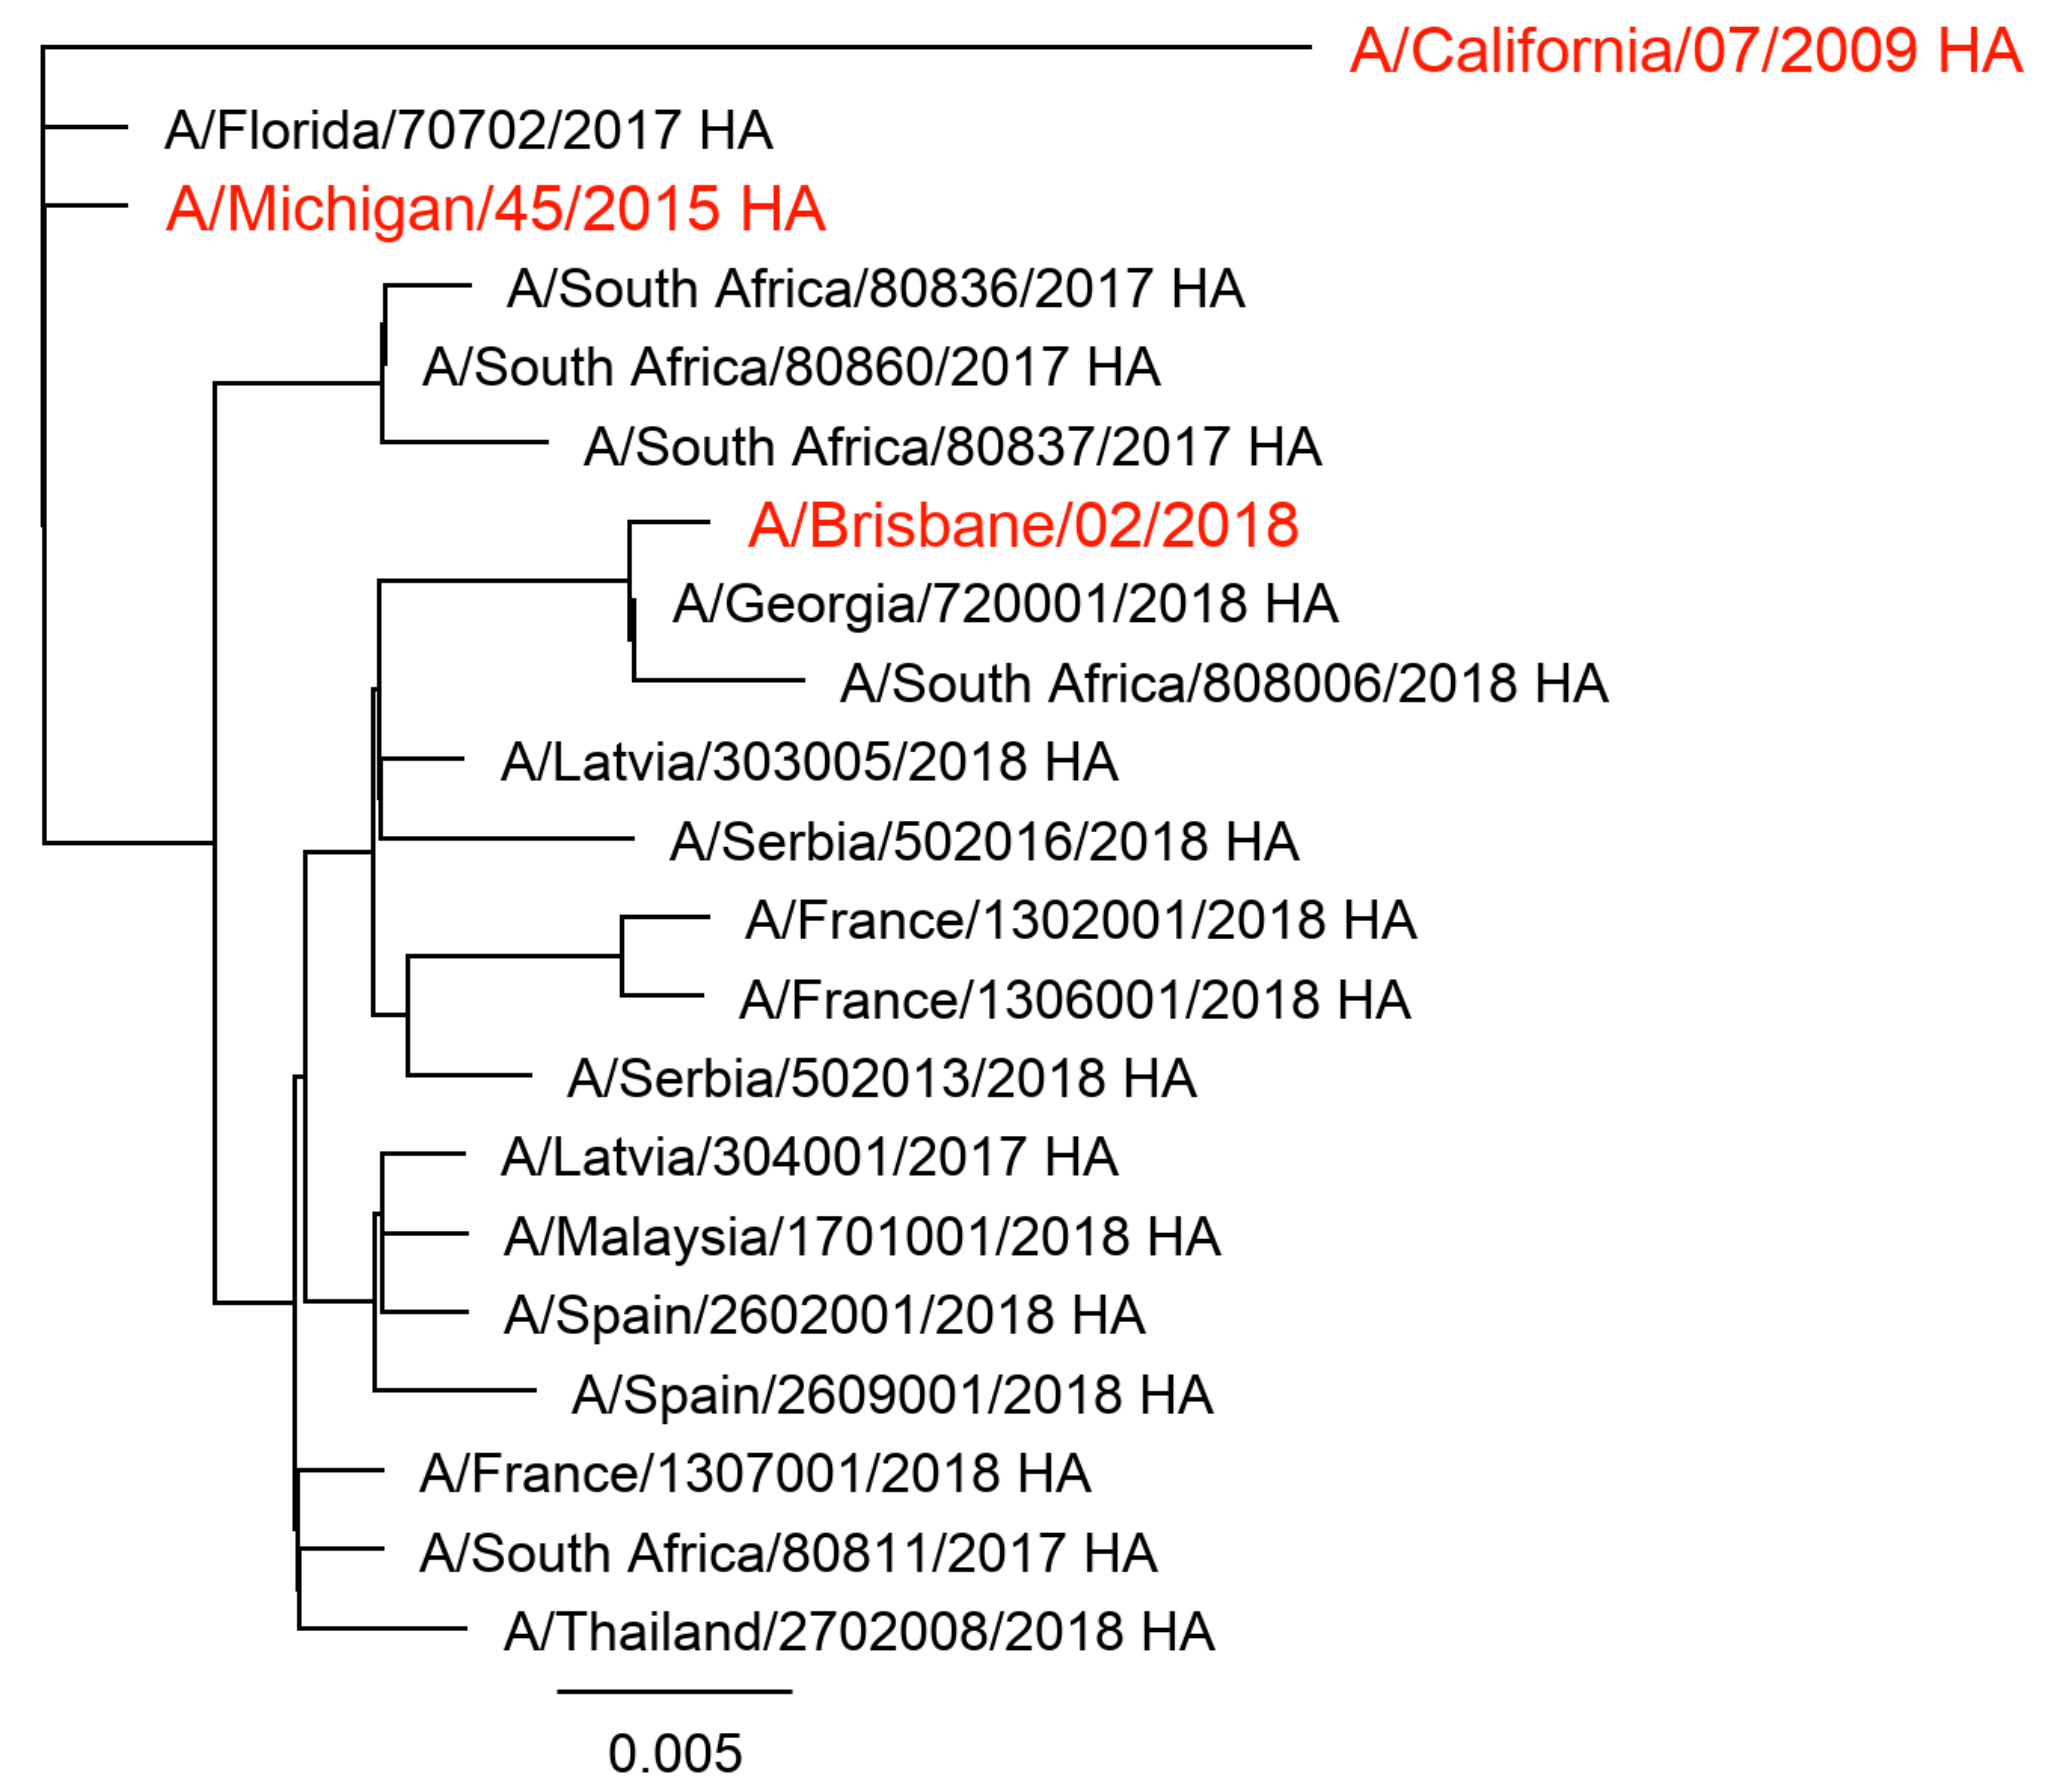 A/California/07/2009 HA
A/Florida/70702/2017 HA
A/Michigan/45/2015 HA
A/South Africa/80836/2017 HA
A/South Africa/80860/2017 HA
A/South Africa/80837/2017 HA
A/Brisbane/02/2018
A/Georgia/720001/2018 HA
A/South Africa/808006/2018 HA
A/Latvia/303005/2018 HA
A/Serbia/502016/2018 HA
A/France/1302001/2018 HA
A/France/1306001/2018 HA
A/Serbia/502013/2018 HA
A/Latvia/304001/2017 HA
A/Malaysia/1701001/2018 HA
A/Spain/2602001/2018 HA
A/Spain/2609001/2018 HA
A/France/1307001/2018 HA
A/South Africa/80811/2017 HA
A/Thailand/2702008/2018 HA
0.005